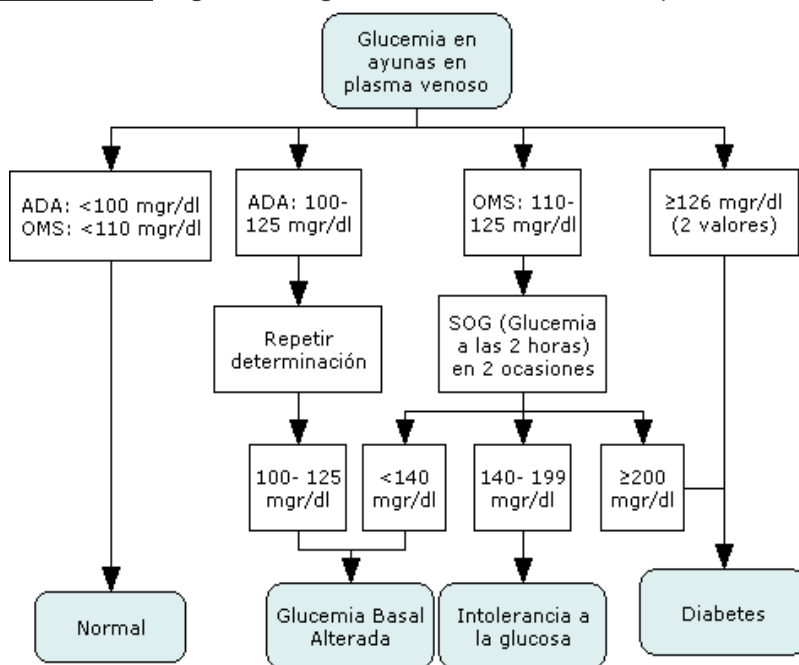 Glucemia en
ayunas en
plasma venoso
ADA: <100 mgr/dl
OMS: <110 mgr/dl
ADA: 100-
125 mgr/dl
OMS: 110-
125 mgr/dl
≥126 mgr/dl
(2 valores)
Repetir
determinación
SOG (Glucemia
a las 2 horas)
en 2 ocasiones
100- 125
mgr/dl
<140
mgr/dl
140- 199
mgr/dl
≥200
mgr/dl
Normal
Glucemia Basal
Alterada
Intolerancia a
la glucosa
Diabetes